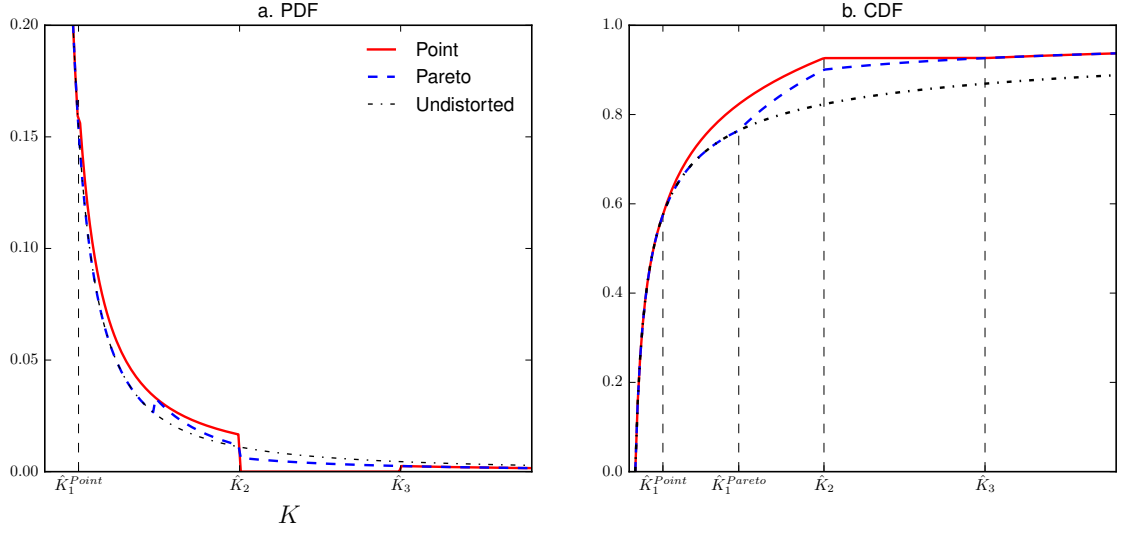 a. PDF
0.20
0.15
0.10
0.05
0.00
Point
Pareto
Undistorted
K̂₁^Point
K̂₂
K̂₃
K
b. CDF
1.0
0.8
0.6
0.4
0.2
0.0
K̂₁^Point
K̂₁^Pareto
K̂₂
K̂₃